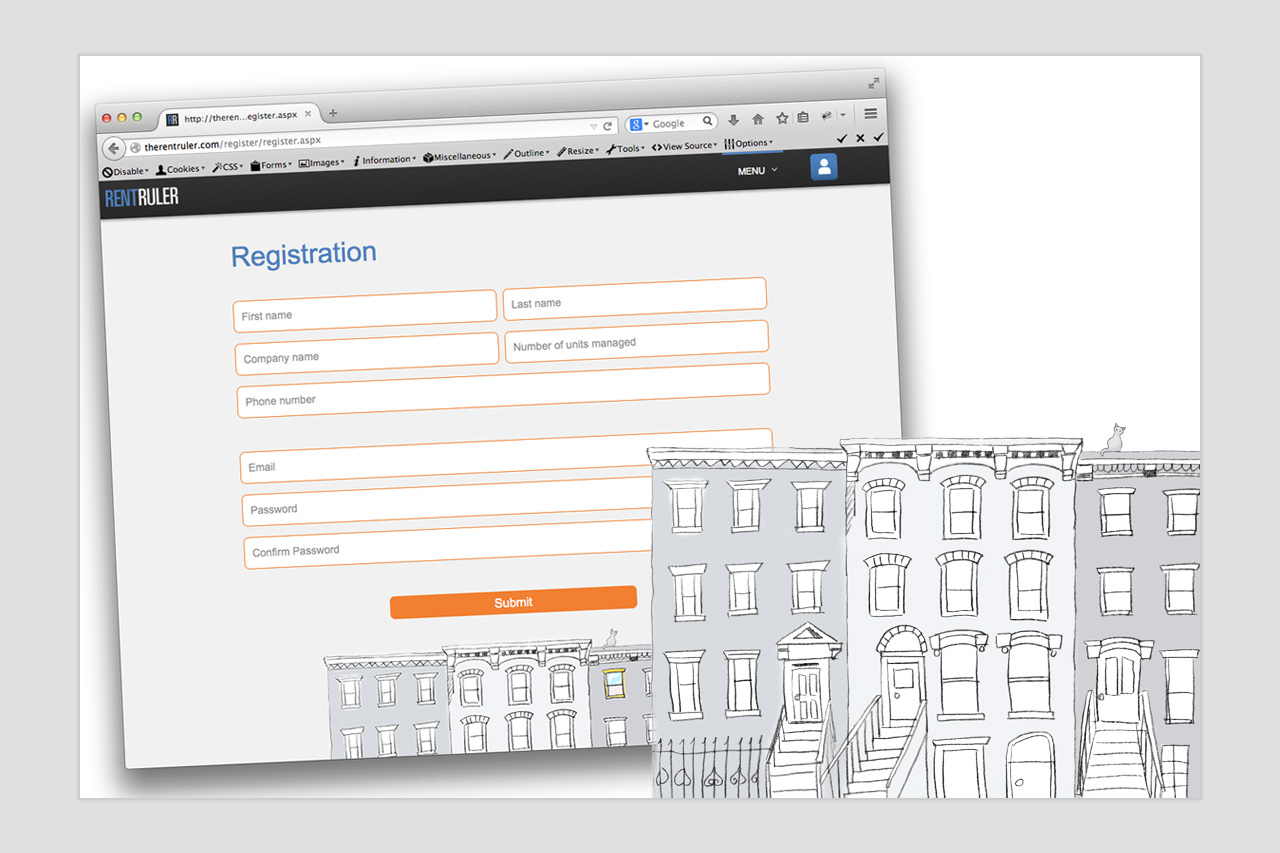 http://theren...egister.aspx
therentruler.com/register/register.aspx
Google
Disable Cookies CSS Forms Images Information Miscellaneous Outline Resize Tools View Source Options
RENTRULER
MENU
Registration
First name
Last name
Company name
Number of units managed
Phone number
Email
Password
Confirm Password
Submit